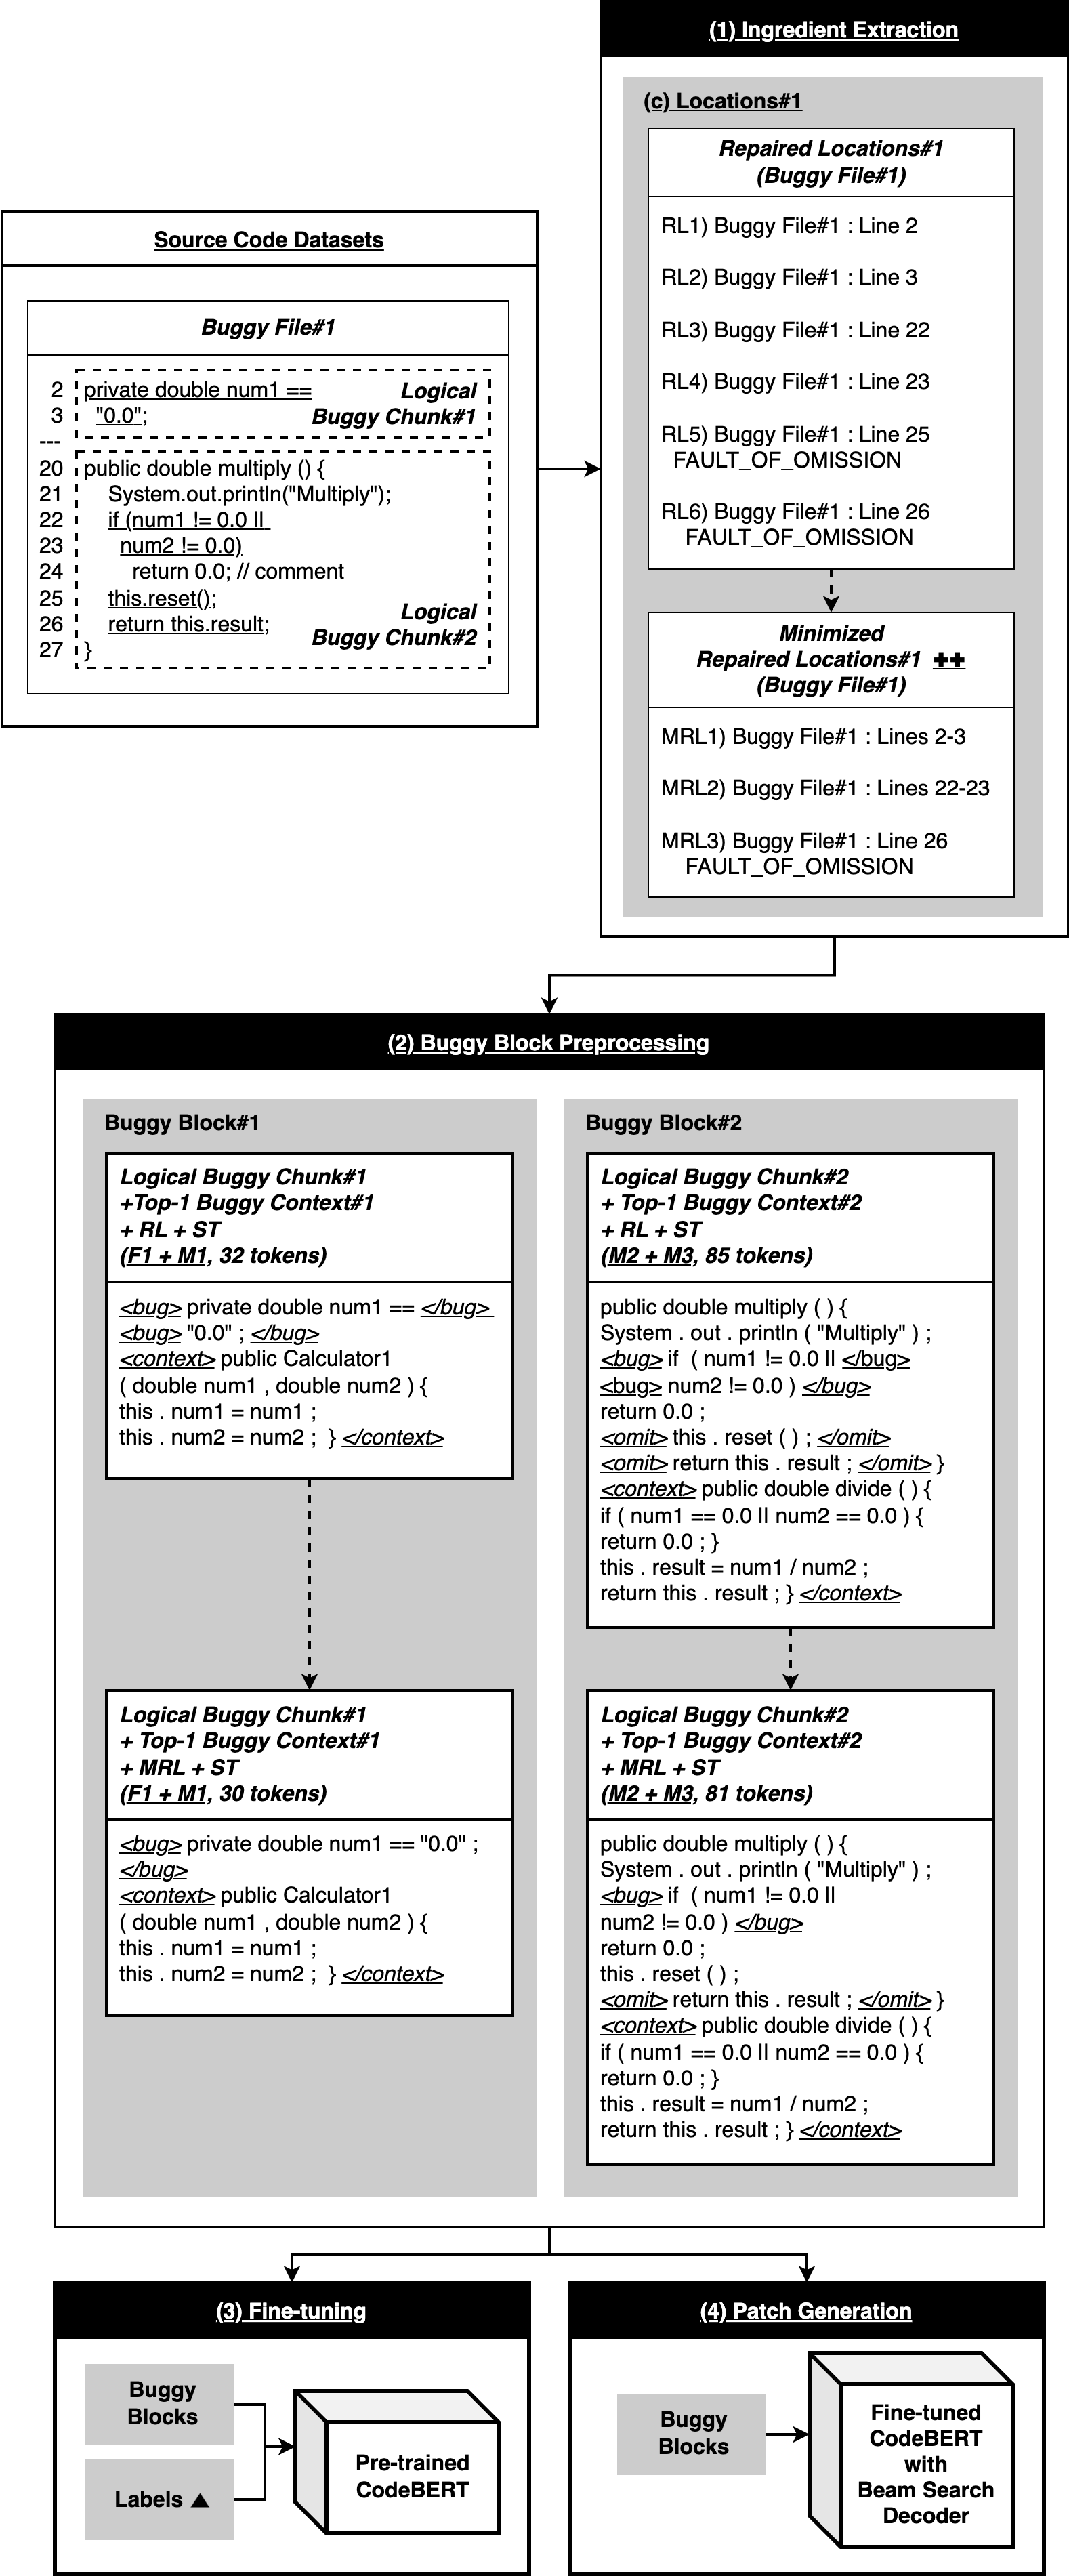 (1) Ingredient Extraction
(c) Locations#1
Repaired Locations#1
(Buggy File#1)
RL1) Buggy File#1 : Line 2
RL2) Buggy File#1 : Line 3
RL3) Buggy File#1 : Line 22
RL4) Buggy File#1 : Line 23
RL5) Buggy File#1 : Line 25
FAULT_OF_OMISSION
RL6) Buggy File#1 : Line 26
FAULT_OF_OMISSION
Minimized
Repaired Locations#1 ++
(Buggy File#1)
MRL1) Buggy File#1 : Lines 2-3
MRL2) Buggy File#1 : Lines 22-23
MRL3) Buggy File#1 : Line 26
FAULT_OF_OMISSION
Source Code Datasets
Buggy File#1
2 private double num1 ==
3 "0.0";
Logical
Buggy Chunk#1
---
20 public double multiply () {
21 System.out.println("Multiply");
22 if (num1 != 0.0 ||
23 num2 != 0.0)
24 return 0.0; // comment
25 this.reset();
26 return this.result;
27 }
Logical
Buggy Chunk#2
(2) Buggy Block Preprocessing
Buggy Block#1
Logical Buggy Chunk#1
+Top-1 Buggy Context#1
+ RL + ST
(F1 + M1, 32 tokens)
<bug> private double num1 == </bug>
<bug> "0.0" ; </bug>
<context> public Calculator1
( double num1 , double num2 ) {
this . num1 = num1 ;
this . num2 = num2 ; } </context>
Logical Buggy Chunk#1
+ Top-1 Buggy Context#1
+ MRL + ST
(F1 + M1, 30 tokens)
<bug> private double num1 == "0.0" ;
</bug>
<context> public Calculator1
( double num1 , double num2 ) {
this . num1 = num1 ;
this . num2 = num2 ; } </context>
Buggy Block#2
Logical Buggy Chunk#2
+ Top-1 Buggy Context#2
+ RL + ST
(M2 + M3, 85 tokens)
public double multiply ( ) {
System . out . println ( "Multiply" ) ;
<bug> if ( num1 != 0.0 || </bug>
<bug> num2 != 0.0 ) </bug>
return 0.0 ;
<omit> this . reset ( ) ; </omit>
<omit> return this . result ; </omit> }
<context> public double divide ( ) {
if ( num1 == 0.0 || num2 == 0.0 ) {
return 0.0 ; }
this . result = num1 / num2 ;
return this . result ; } </context>
Logical Buggy Chunk#2
+ Top-1 Buggy Context#2
+ MRL + ST
(M2 + M3, 81 tokens)
public double multiply ( ) {
System . out . println ( "Multiply" ) ;
<bug> if ( num1 != 0.0 ||
num2 != 0.0 ) </bug>
return 0.0 ;
this . reset ( ) ;
<omit> return this . result ; </omit> }
<context> public double divide ( ) {
if ( num1 == 0.0 || num2 == 0.0 ) {
return 0.0 ; }
this . result = num1 / num2 ;
return this . result ; } </context>
(3) Fine-tuning
Buggy
Blocks
Labels ▲
Pre-trained
CodeBERT
(4) Patch Generation
Buggy
Blocks
Fine-tuned
CodeBERT
with
Beam Search
Decoder